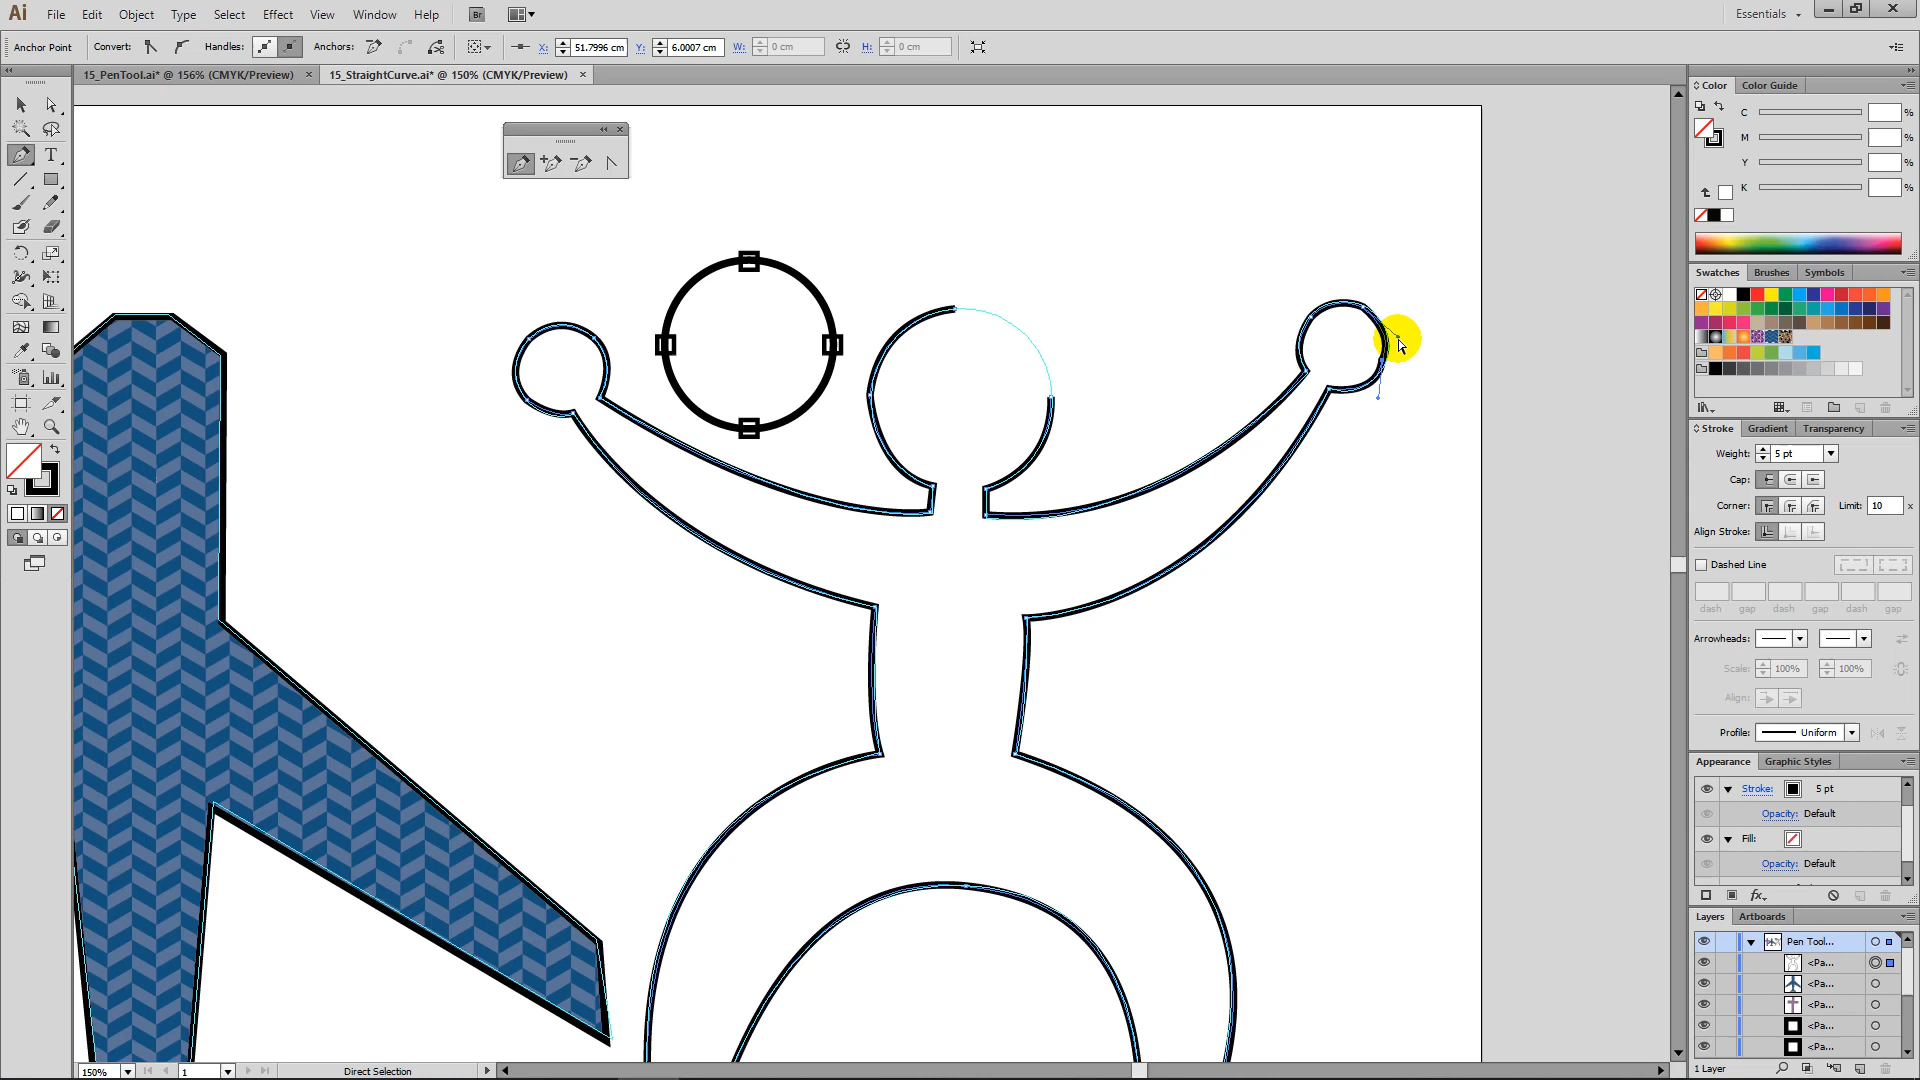 Ai File Edit Object Type Select Effect View Window Help Br Essentials
Anchor Point Convert: Handles: Anchors: X: 51.7996 cm Y: 6.0007 cm W: 0 cm H: 0 cm
15_PenTool.ai* @ 156% (CMYK/Preview) 15_StraightCurve.ai* @ 150% (CMYK/Preview)
Color Color Guide
C %
M %
Y %
K %
Swatches Brushes Symbols
Stroke Gradient Transparency
Weight: 5 pt
Cap:
Corner: Limit: 10 x
Align Stroke:
Dashed Line
dash gap dash gap dash gap
Arrowheads:
Scale: 100% 100%
Align:
Profile: Uniform
Appearance Graphic Styles
Stroke: 5 pt
Opacity: Default
Fill:
Opacity: Default
fx
Layers Artboards
Pen Tool...
<Pa...
<Pa...
<Pa...
<Pa...
<Pa...
1 Layer
150% 1 Direct Selection